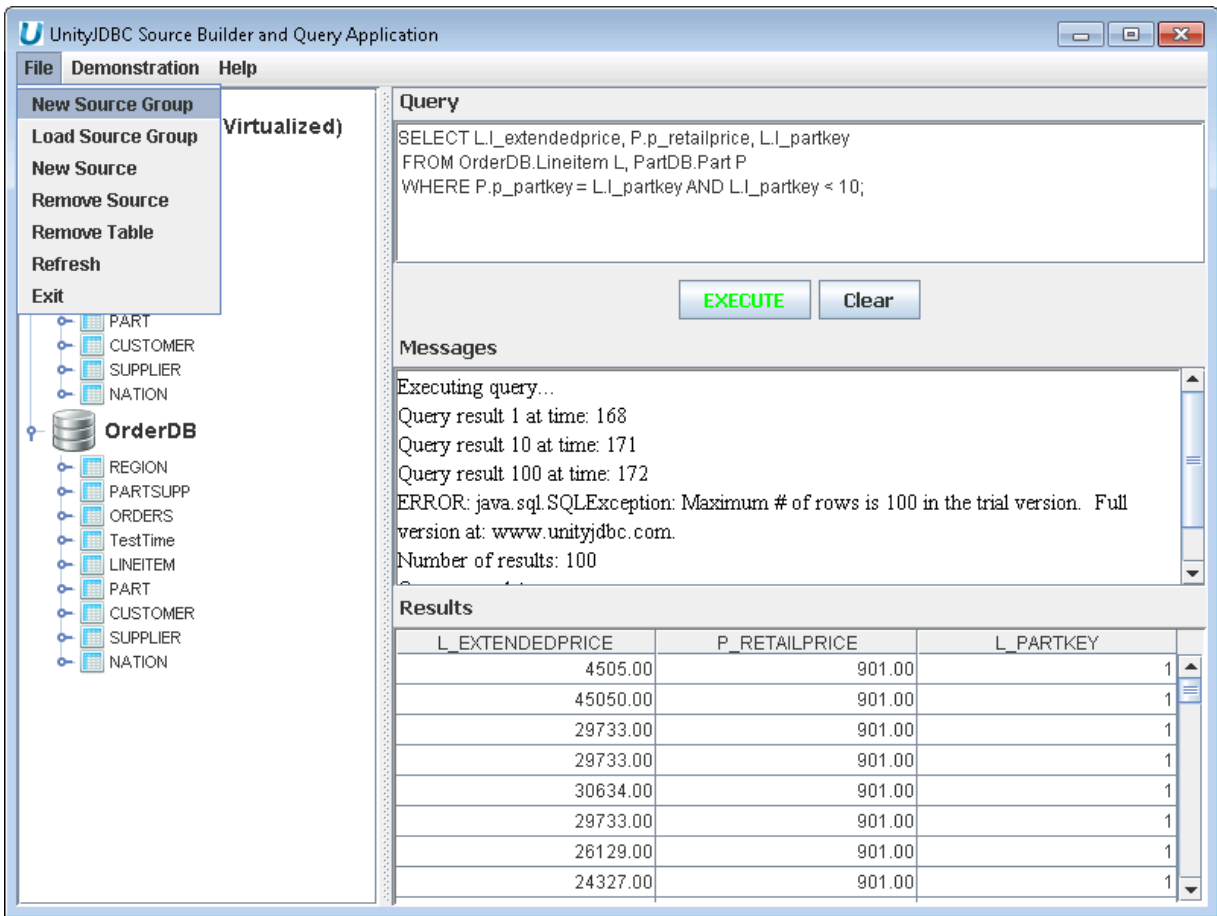 UnityJDBC Source Builder and Query Application
File Demonstration Help
New Source Group
Load Source Group
New Source
Remove Source
Remove Table
Refresh
Exit
Virtualized)
PART
CUSTOMER
SUPPLIER
NATION
OrderDB
REGION
PARTSUPP
ORDERS
TestTime
LINEITEM
PART
CUSTOMER
SUPPLIER
NATION
Query
SELECT L.l_extendedprice, P.p_retailprice, L.l_partkey
FROM OrderDB.Lineitem L, PartDB.Part P
WHERE P.p_partkey = L.l_partkey AND L.l_partkey < 10;
EXECUTE Clear
Messages
Executing query...
Query result 1 at time: 168
Query result 10 at time: 171
Query result 100 at time: 172
ERROR: java.sql.SQLException: Maximum # of rows is 100 in the trial version. Full
version at: www.unityjdbc.com.
Number of results: 100
Results
L_EXTENDEDPRICE P_RETAILPRICE L_PARTKEY
4505.00 901.00 1
45050.00 901.00 1
29733.00 901.00 1
29733.00 901.00 1
30634.00 901.00 1
29733.00 901.00 1
26129.00 901.00 1
24327.00 901.00 1